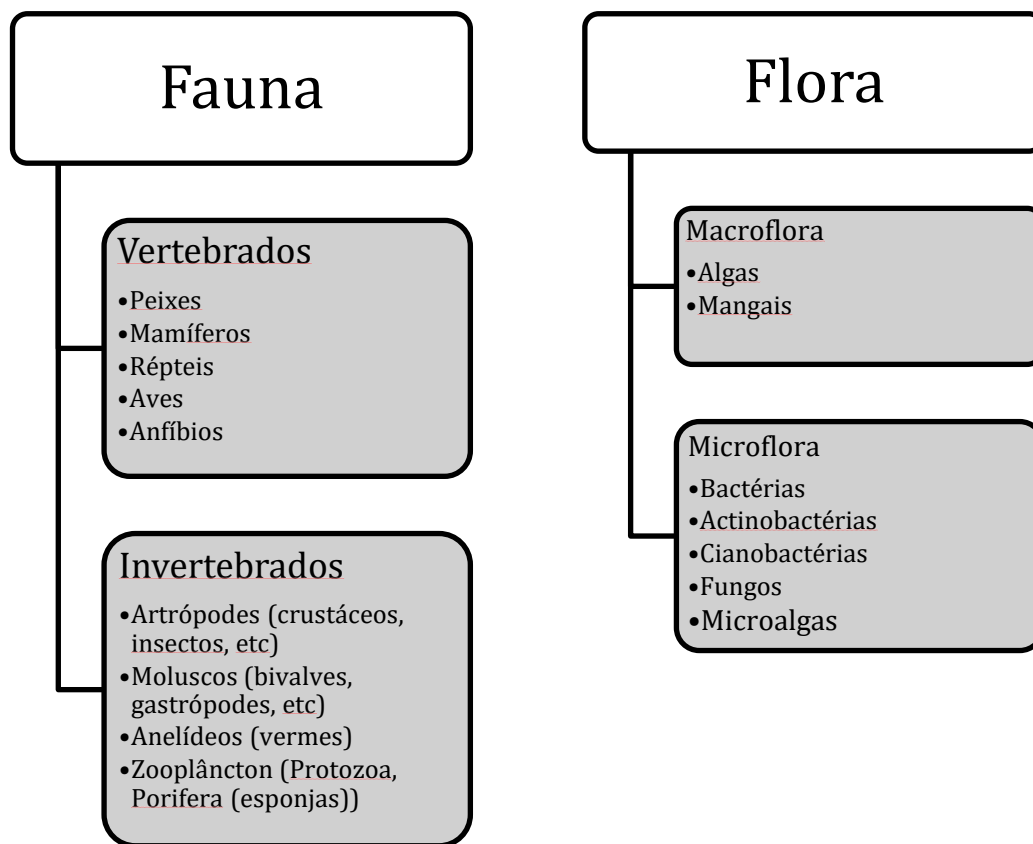 Fauna
Vertebrados
•Peixes
•Mamíferos
•Répteis
•Aves
•Anfíbios
Invertebrados
•Artrópodes (crustáceos,
insectos, etc)
•Moluscos (bivalves,
gastrópodes, etc)
•Anelídeos (vermes)
•Zooplâncton (Protozoa,
Porifera (esponjas))
Flora
Macroflora
•Algas
•Mangais
Microflora
•Bactérias
•Actinobactérias
•Cianobactérias
•Fungos
•Microalgas